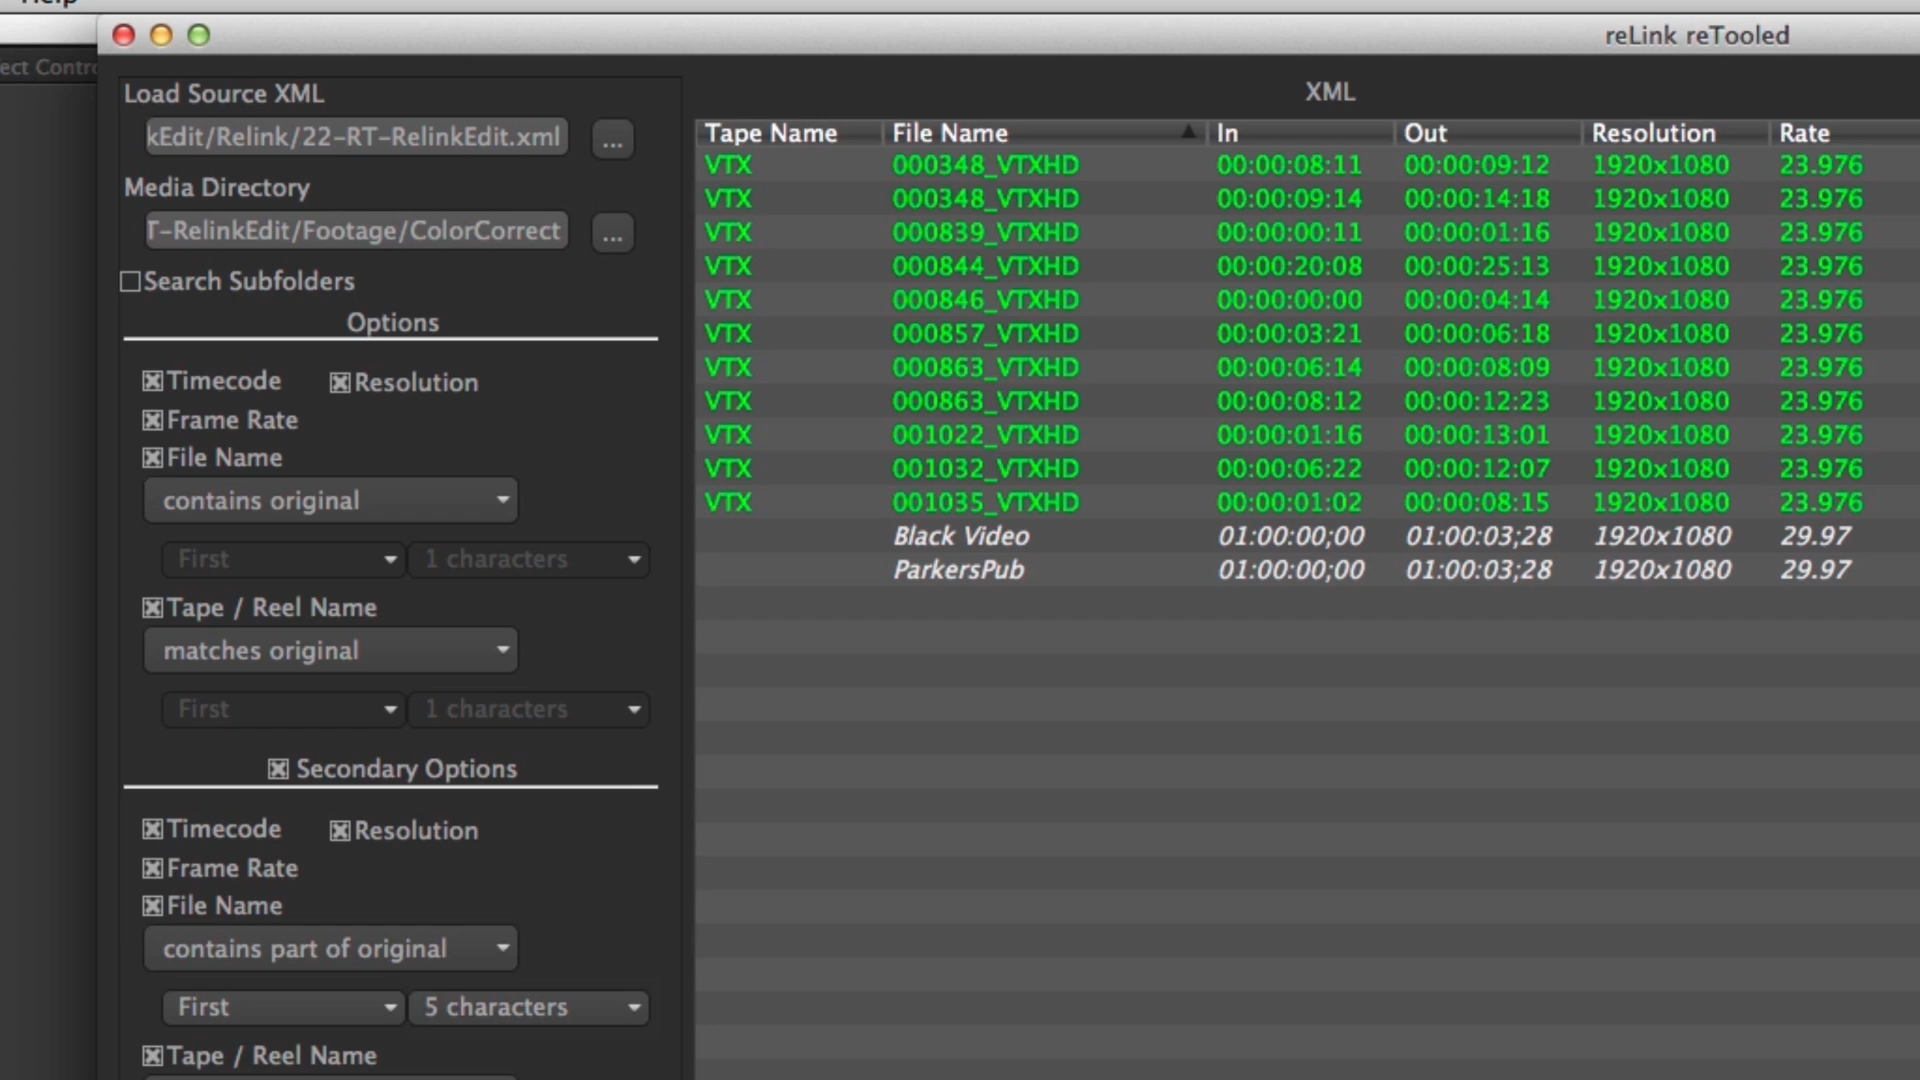 reLink reTooled
Load Source XML
kEdit/Relink/22-RT-RelinkEdit.xml ...
Media Directory
T-RelinkEdit/Footage/ColorCorrect ...
Search Subfolders
Options
Timecode Resolution
Frame Rate
File Name
contains original
First 1 characters
Tape / Reel Name
matches original
First 1 characters
Secondary Options
Timecode Resolution
Frame Rate
File Name
contains part of original
First 5 characters
Tape / Reel Name
XML
Tape Name File Name In Out Resolution Rate
VTX 000348_VTXHD 00:00:08:11 00:00:09:12 1920x1080 23.976
VTX 000348_VTXHD 00:00:09:14 00:00:14:18 1920x1080 23.976
VTX 000839_VTXHD 00:00:00:11 00:00:01:16 1920x1080 23.976
VTX 000844_VTXHD 00:00:20:08 00:00:25:13 1920x1080 23.976
VTX 000846_VTXHD 00:00:00:00 00:00:04:14 1920x1080 23.976
VTX 000857_VTXHD 00:00:03:21 00:00:06:18 1920x1080 23.976
VTX 000863_VTXHD 00:00:06:14 00:00:08:09 1920x1080 23.976
VTX 000863_VTXHD 00:00:08:12 00:00:12:23 1920x1080 23.976
VTX 001022_VTXHD 00:00:01:16 00:00:13:01 1920x1080 23.976
VTX 001032_VTXHD 00:00:06:22 00:00:12:07 1920x1080 23.976
VTX 001035_VTXHD 00:00:01:02 00:00:08:15 1920x1080 23.976
Black Video 01:00:00;00 01:00:03;28 1920x1080 29.97
ParkersPub 01:00:00;00 01:00:03;28 1920x1080 29.97